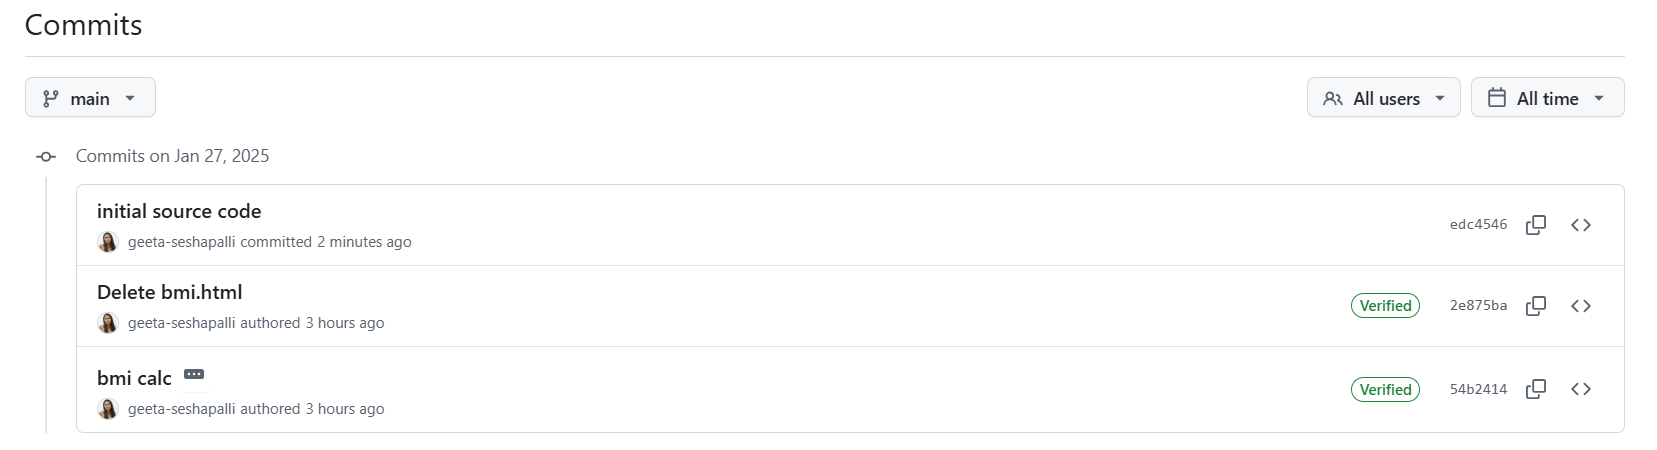 Commits
main All users All time
Commits on Jan 27, 2025
initial source code
geeta-seshapalli committed 2 minutes ago edc4546
Delete bmi.html
geeta-seshapalli authored 3 hours ago Verified 2e875ba
bmi calc
geeta-seshapalli authored 3 hours ago Verified 54b2414